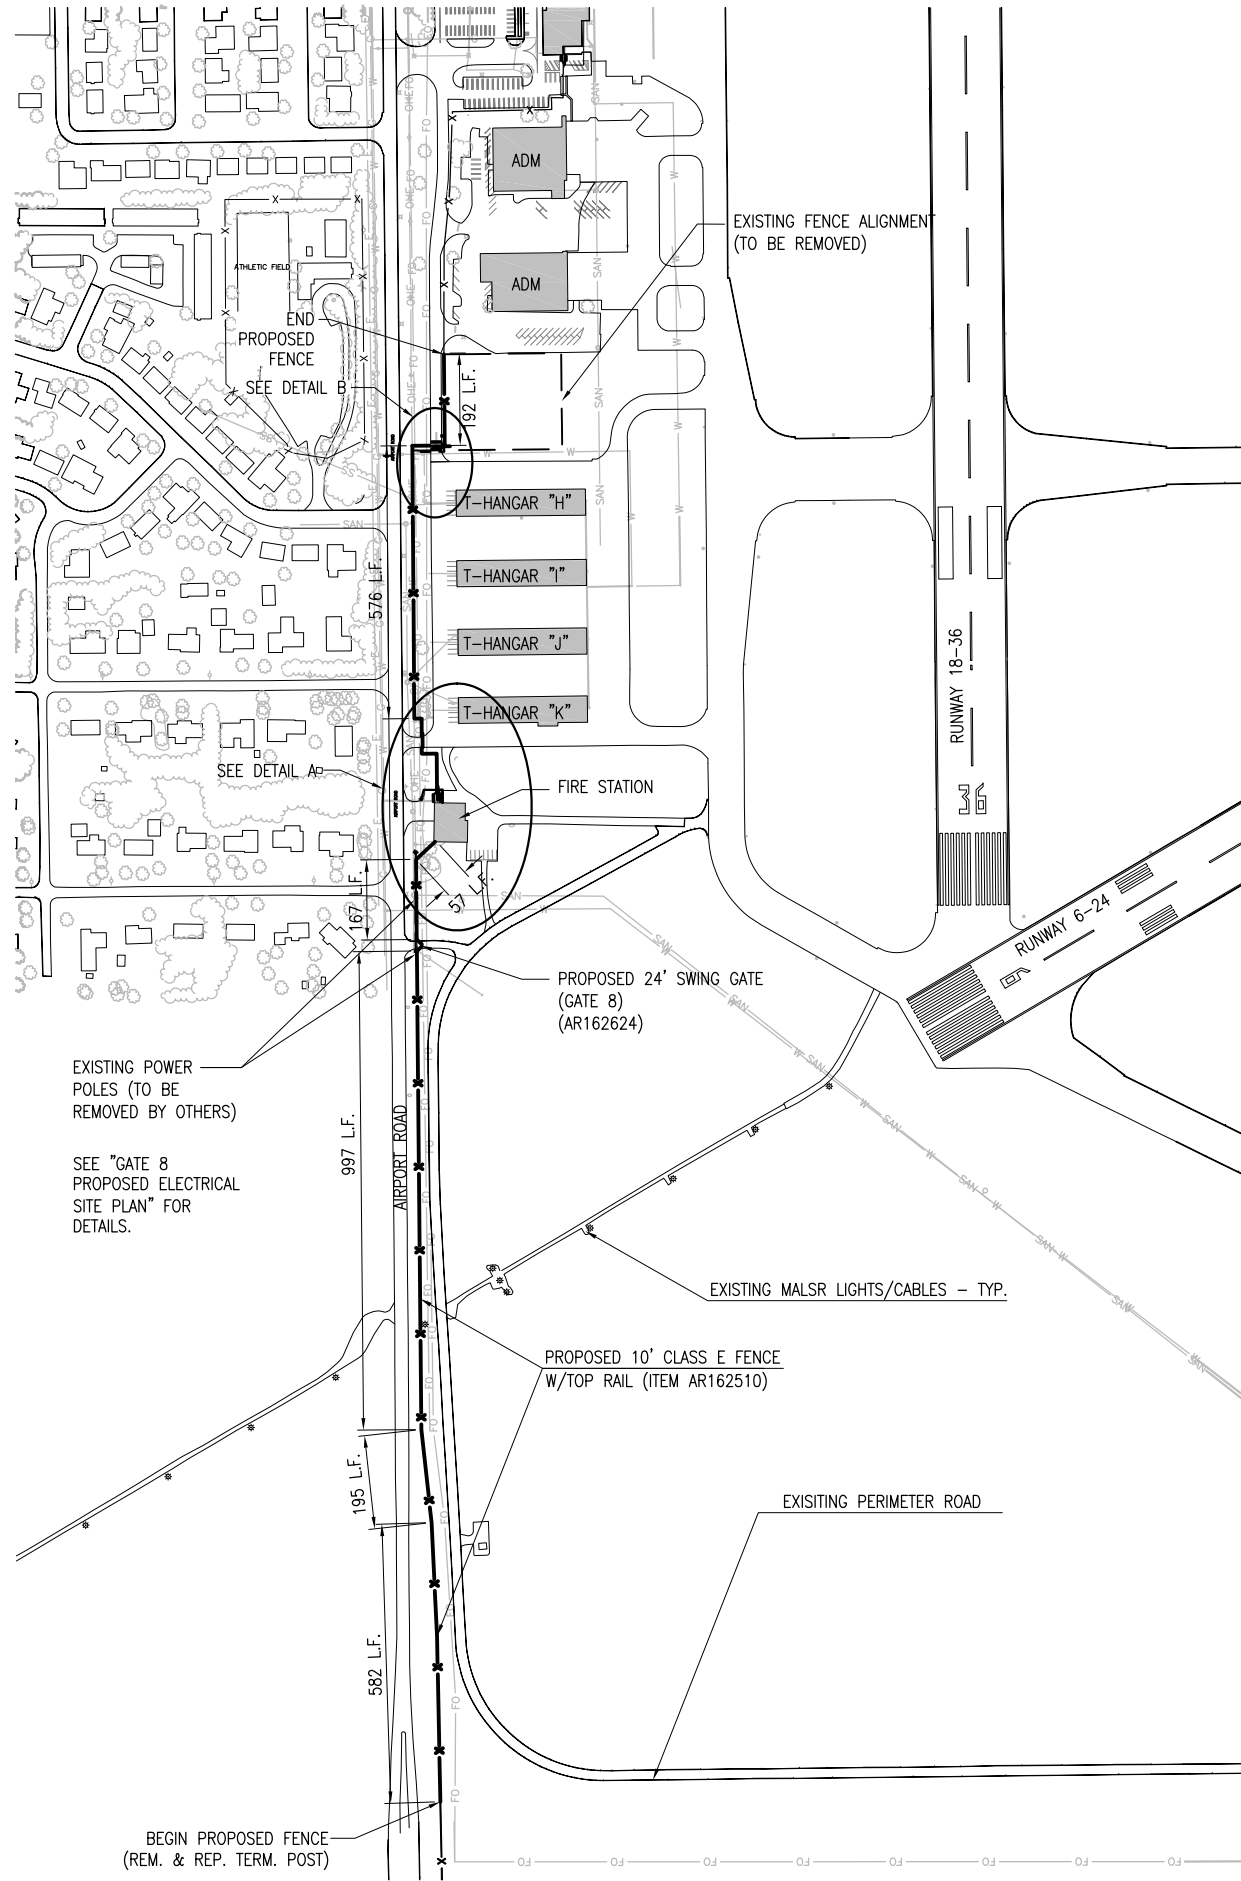 ADM
EXISTING FENCE ALIGNMENT
(TO BE REMOVED)
ATHLETIC FIELD
ADM
END
PROPOSED
FENCE
SEE DETAIL B
192 L.F.
T-HANGAR "H"
T-HANGAR "I"
576 L.F.
T-HANGAR "J"
T-HANGAR "K"
RUNWAY 18-36
36
SEE DETAIL A
FIRE STATION
167 L.F.
57 L.F.
RUNWAY 6-24
6
PROPOSED 24' SWING GATE
(GATE 8)
(AR162624)
EXISTING POWER
POLES (TO BE
REMOVED BY OTHERS)
SEE "GATE 8
PROPOSED ELECTRICAL
SITE PLAN" FOR
DETAILS.
997 L.F.
AIRPORT ROAD
EXISTING MALSR LIGHTS/CABLES - TYP.
PROPOSED 10' CLASS E FENCE
W/TOP RAIL (ITEM AR162510)
195 L.F.
EXISITING PERIMETER ROAD
582 L.F.
BEGIN PROPOSED FENCE
(REM. & REP. TERM. POST)